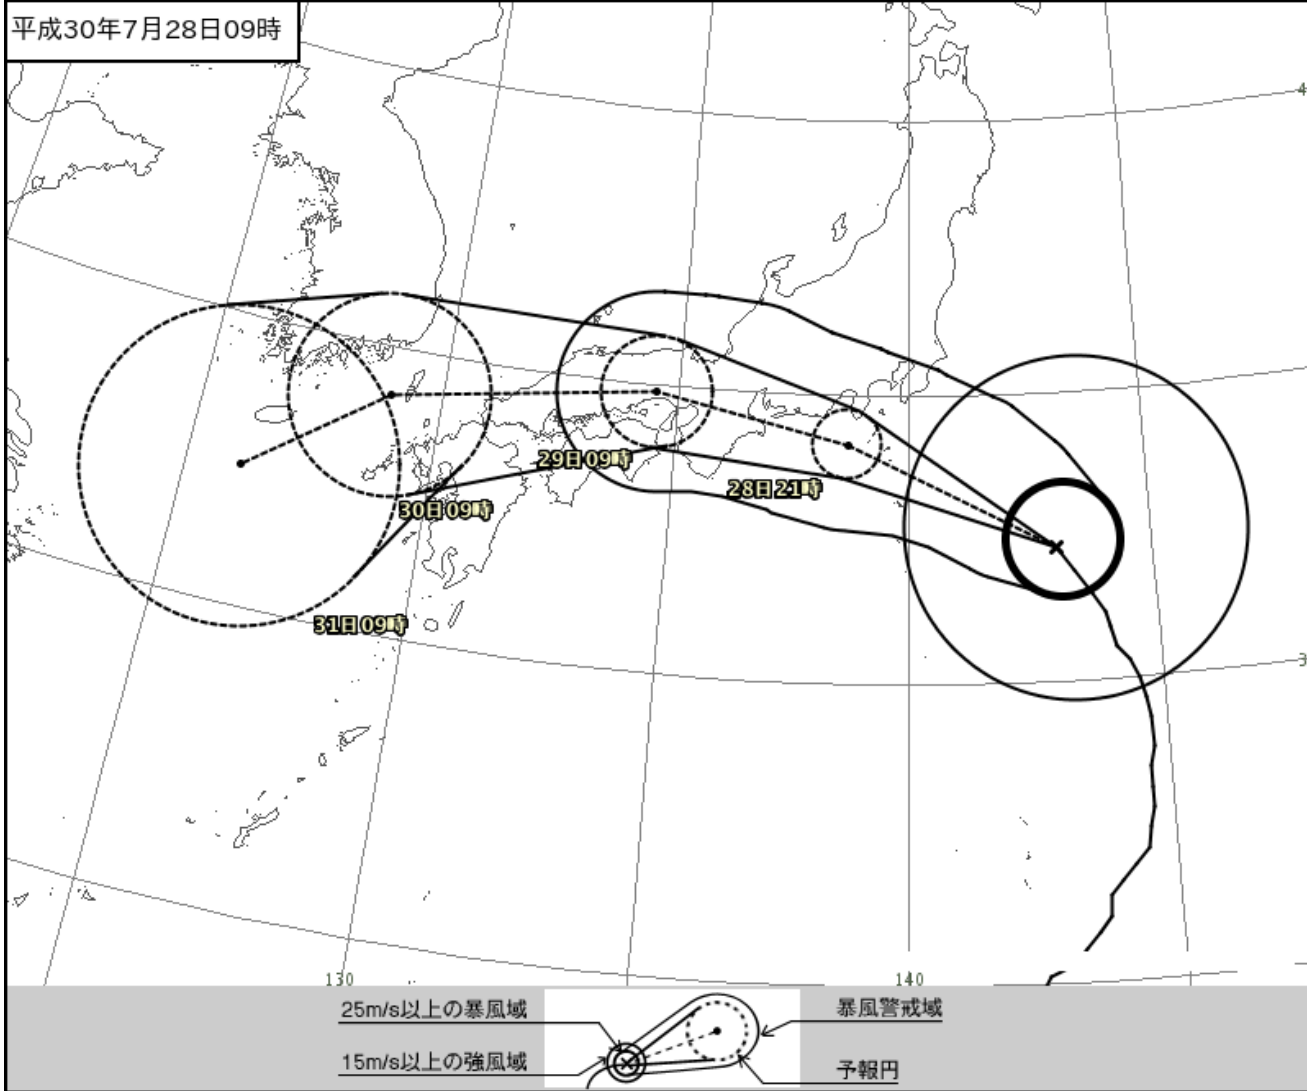 平成30年7月28日09時
4
29日09時
28日21時
30日09時
31日09時
3
130
140
25m/s以上の暴風域
暴風警戒域
15m/s以上の強風域
予報円